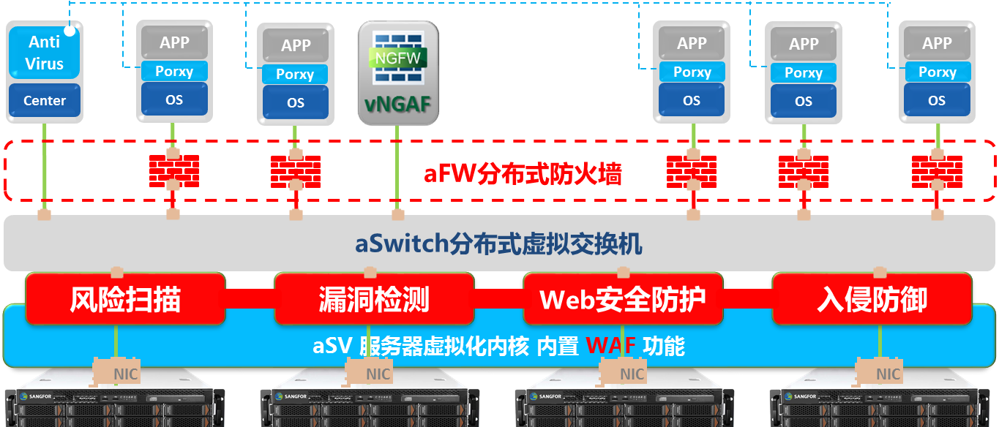 Anti
Virus
Center
APP
Porxy
OS
APP
Porxy
OS
NGFW
vNGAF
APP
Porxy
OS
APP
Porxy
OS
APP
Porxy
OS
aFW分布式防火墙
aSwitch分布式虚拟交换机
风险扫描
漏洞检测
Web安全防护
入侵防御
aSV 服务器虚拟化内核 内置 WAF 功能
NIC
NIC
NIC
NIC
SANGFOR
SANGFOR
SANGFOR
SANGFOR